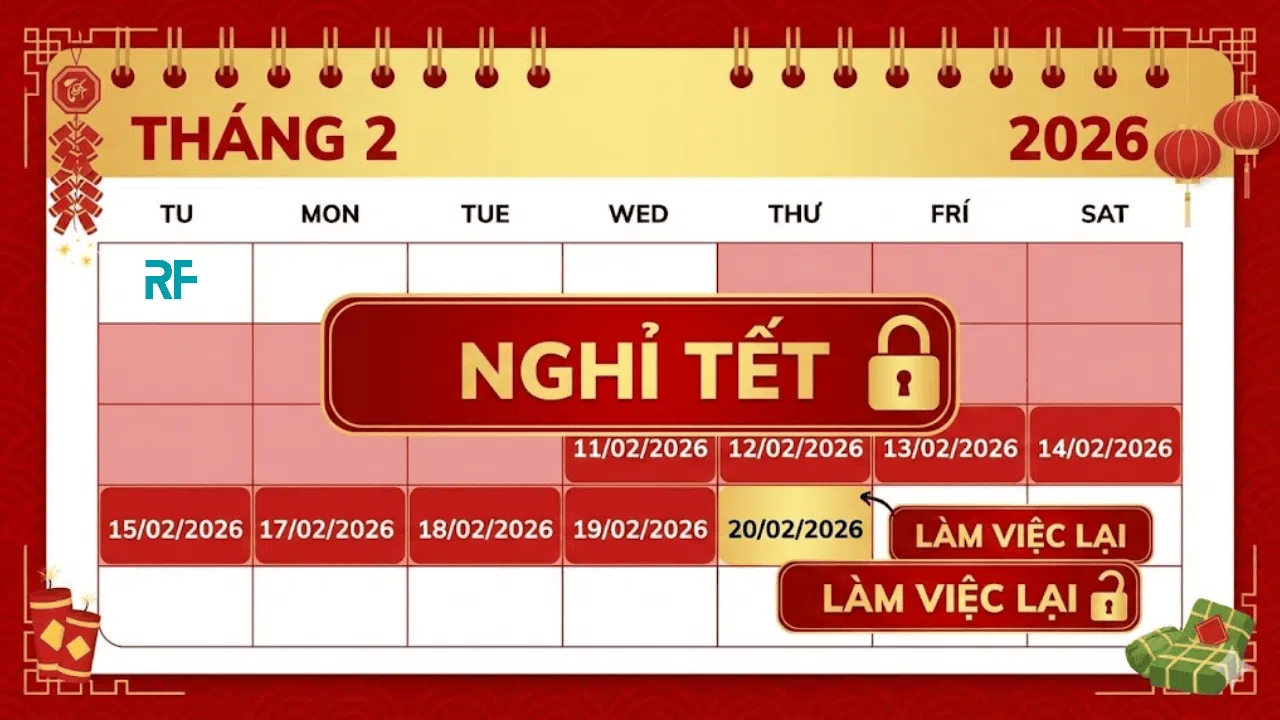 Tết
THÁNG 2
2026
TU MON TUE WED THƯ FRÍ SAT
RF
NGHỈ TẾT
11/02/2026 12/02/2026 13/02/2026 14/02/2026
15/02/2026 17/02/2026 18/02/2026 19/02/2026 20/02/2026
LÀM VIỆC LẠI
LÀM VIỆC LẠI